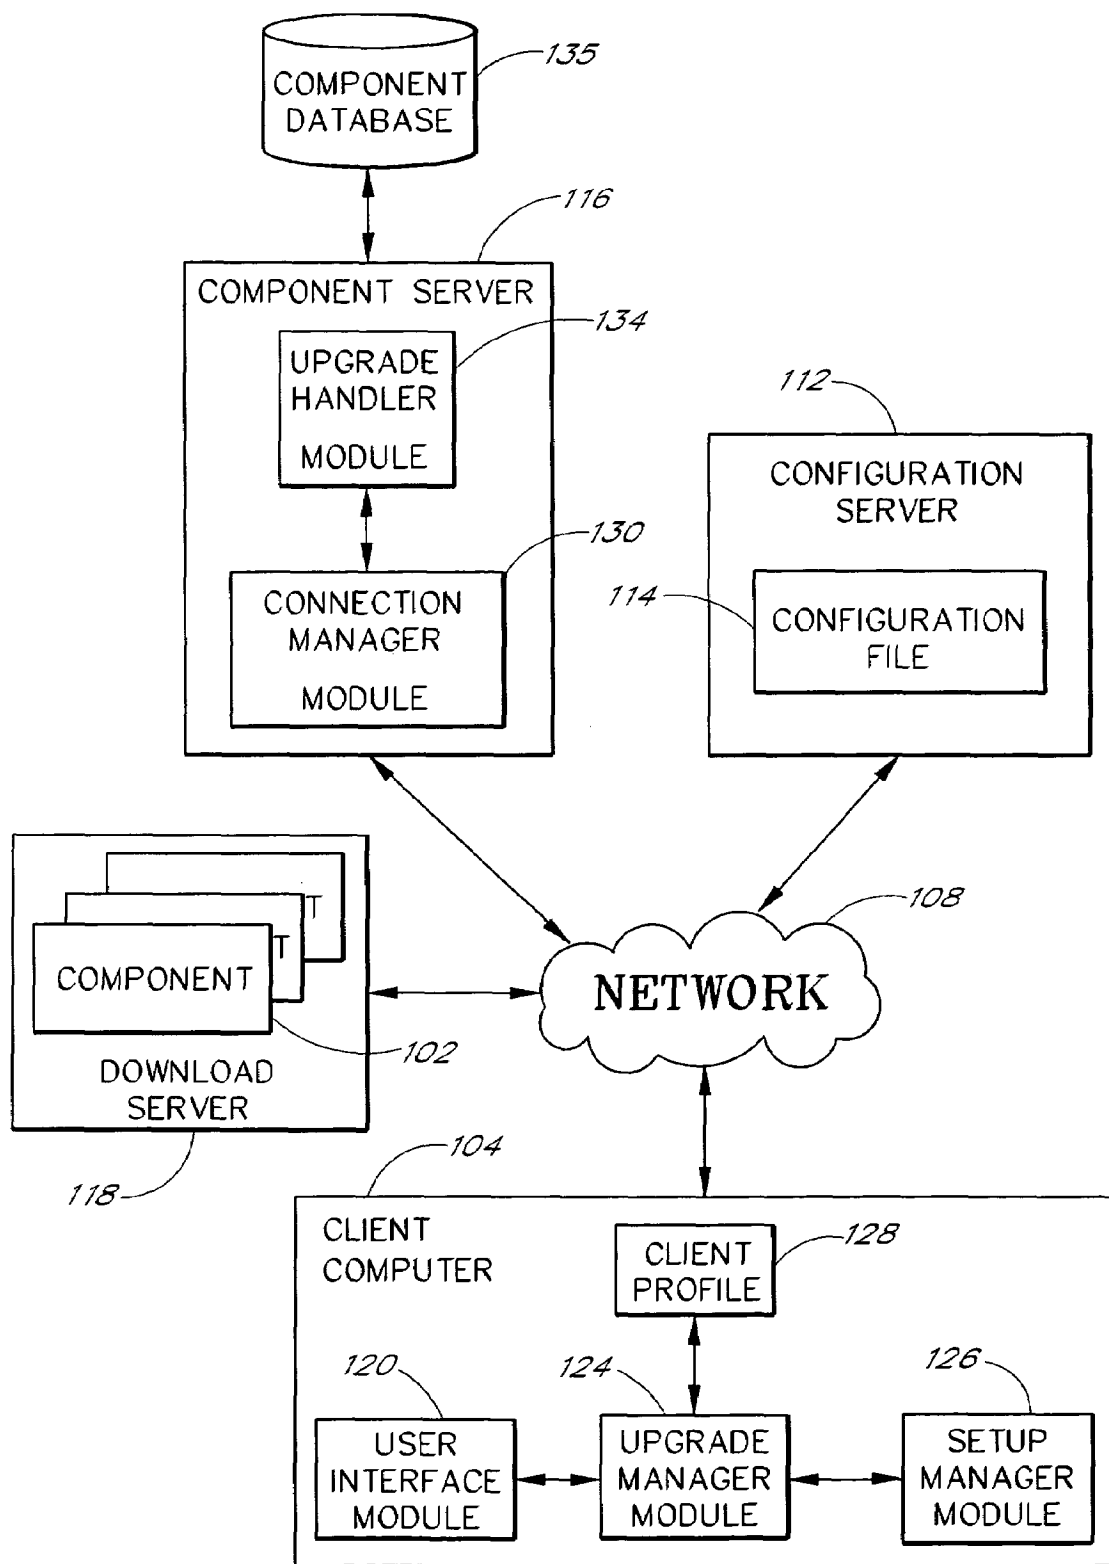 COMPONENT
DATABASE
135
116
COMPONENT SERVER
134
UPGRADE
HANDLER
MODULE
112
CONFIGURATION
SERVER
130
CONNECTION
MANAGER
MODULE
114
CONFIGURATION
FILE
T
T
COMPONENT
102
DOWNLOAD
SERVER
118
108
NETWORK
104
CLIENT
COMPUTER
CLIENT
PROFILE
128
120
124
126
USER
INTERFACE
MODULE
UPGRADE
MANAGER
MODULE
SETUP
MANAGER
MODULE